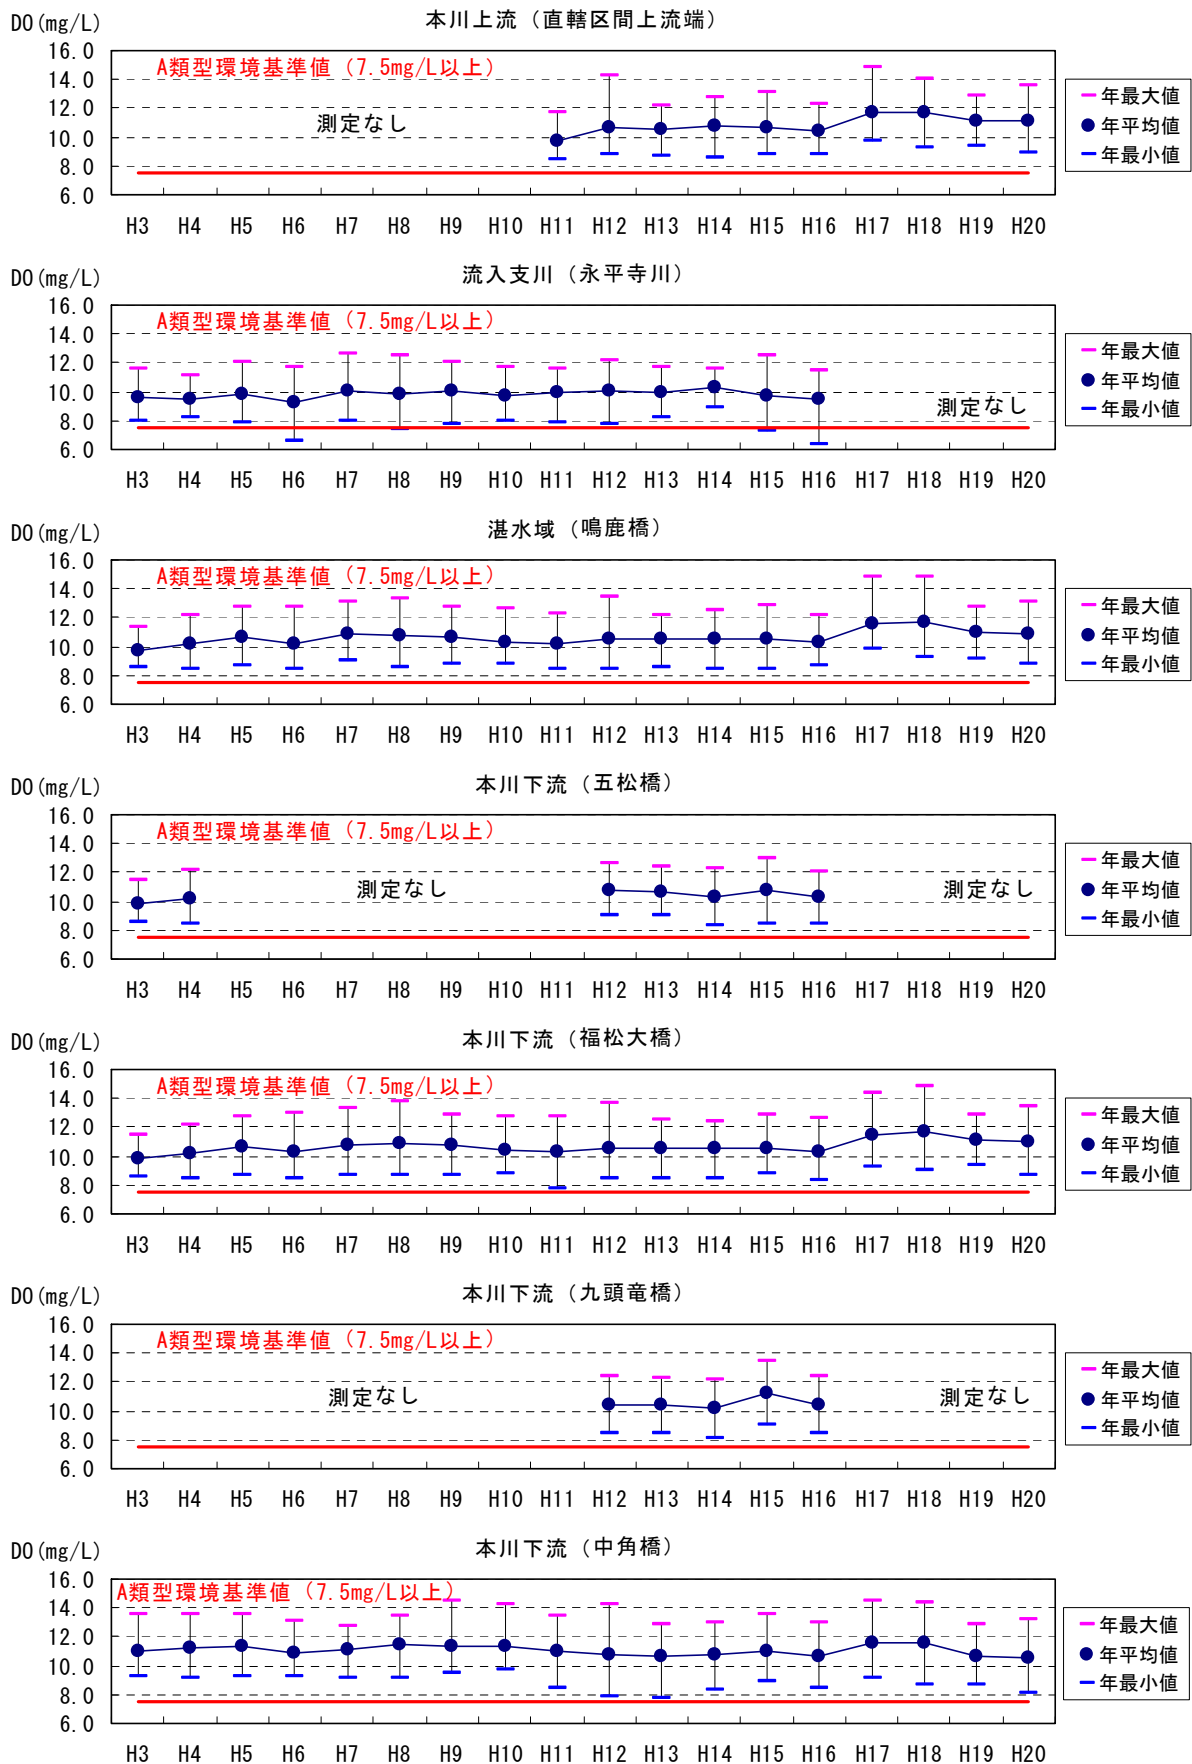 本川上流（直轄区間上流端）
DO(mg/L)
16.0
14.0
12.0
10.0
8.0
6.0
A類型環境基準値（7.5mg/L以上）
測定なし
年最大値
年平均値
年最小値
H3 H4 H5 H6 H7 H8 H9 H10 H11 H12 H13 H14 H15 H16 H17 H18 H19 H20
流入支川（永平寺川）
DO(mg/L)
16.0
14.0
12.0
10.0
8.0
6.0
A類型環境基準値（7.5mg/L以上）
測定なし
年最大値
年平均値
年最小値
H3 H4 H5 H6 H7 H8 H9 H10 H11 H12 H13 H14 H15 H16 H17 H18 H19 H20
湛水域（鳴鹿橋）
DO(mg/L)
16.0
14.0
12.0
10.0
8.0
6.0
A類型環境基準値（7.5mg/L以上）
年最大値
年平均値
年最小値
H3 H4 H5 H6 H7 H8 H9 H10 H11 H12 H13 H14 H15 H16 H17 H18 H19 H20
本川下流（五松橋）
DO(mg/L)
16.0
14.0
12.0
10.0
8.0
6.0
A類型環境基準値（7.5mg/L以上）
測定なし 測定なし
年最大値
年平均値
年最小値
H3 H4 H5 H6 H7 H8 H9 H10 H11 H12 H13 H14 H15 H16 H17 H18 H19 H20
本川下流（福松大橋）
DO(mg/L)
16.0
14.0
12.0
10.0
8.0
6.0
A類型環境基準値（7.5mg/L以上）
年最大値
年平均値
年最小値
H3 H4 H5 H6 H7 H8 H9 H10 H11 H12 H13 H14 H15 H16 H17 H18 H19 H20
本川下流（九頭竜橋）
DO(mg/L)
16.0
14.0
12.0
10.0
8.0
6.0
A類型環境基準値（7.5mg/L以上）
測定なし 測定なし
年最大値
年平均値
年最小値
H3 H4 H5 H6 H7 H8 H9 H10 H11 H12 H13 H14 H15 H16 H17 H18 H19 H20
本川下流（中角橋）
DO(mg/L)
16.0
14.0
12.0
10.0
8.0
6.0
A類型環境基準値（7.5mg/L以上）
年最大値
年平均値
年最小値
H3 H4 H5 H6 H7 H8 H9 H10 H11 H12 H13 H14 H15 H16 H17 H18 H19 H20